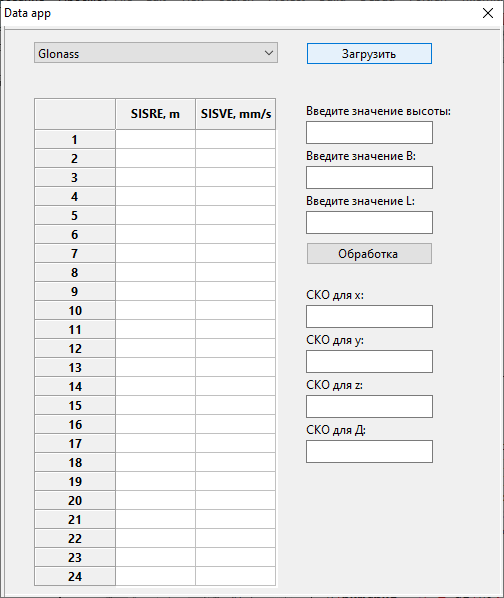 Data app
Glonass
Загрузить
SISRE, m SISVE, mm/s
1
2
3
4
5
6
7
8
9
10
11
12
13
14
15
16
17
18
19
20
21
22
23
24
Введите значение высоты:
Введите значение B:
Введите значение L:
Обработка
СКО для x:
СКО для y:
СКО для z:
СКО для Д: